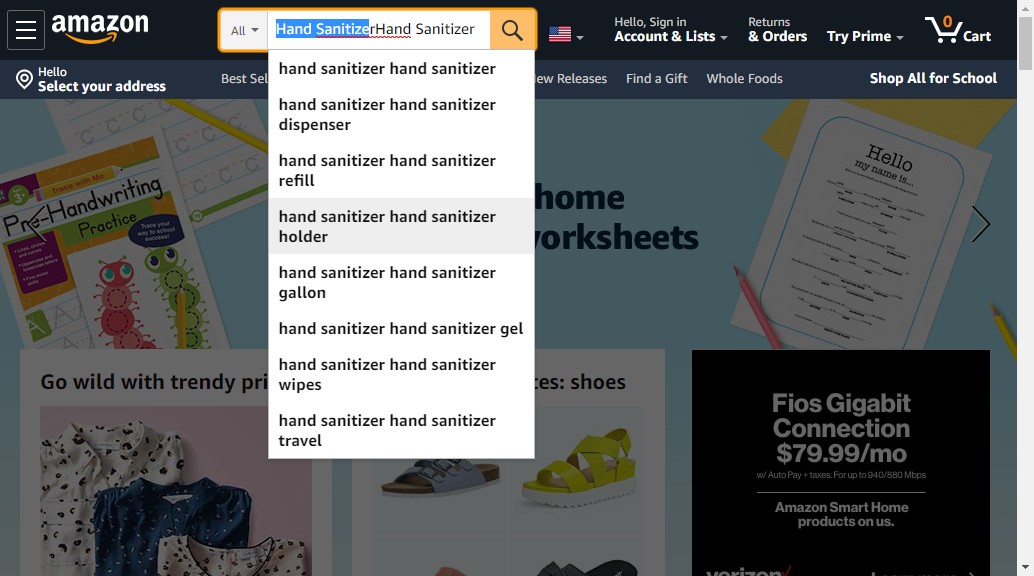 amazon
All
Hand SanitizerHand Sanitizer
Hello, Sign in
Account & Lists
Returns
& Orders
Try Prime
0
Cart
Hello
Select your address
Best Sel
ew Releases
Find a Gift
Whole Foods
Shop All for School
hand sanitizer hand sanitizer
hand sanitizer hand sanitizer
dispenser
hand sanitizer hand sanitizer
refill
hand sanitizer hand sanitizer
holder
hand sanitizer hand sanitizer
gallon
hand sanitizer hand sanitizer gel
hand sanitizer hand sanitizer
wipes
hand sanitizer hand sanitizer
travel
3+
Trace with Me
Pre-Handwriting
Practice
Trace your
way to school
success!
home
worksheets
Hello
my name is...
Go wild with trendy pri
ces: shoes
Fios Gigabit
Connection
$79.99/mo
w/ Auto Pay + taxes. For up to 940/880 Mbps
Amazon Smart Home
products on us.
verizon